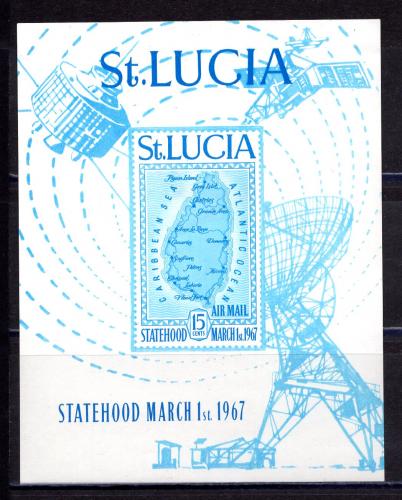 St.LUCIA
St.LUCIA
CARIBBEAN SEA
ATLANTIC OCEAN
Pigeon Island
Gros Islet
Castries
Grande Anse
Anse La Raye
Canaries
Dennery
Soufriere
Micoud
Choiseul
Laborie
Vieux Fort
AIR MAIL
STATEHOOD 15 CENTS MARCH 1st. 1967
STATEHOOD MARCH 1st. 1967